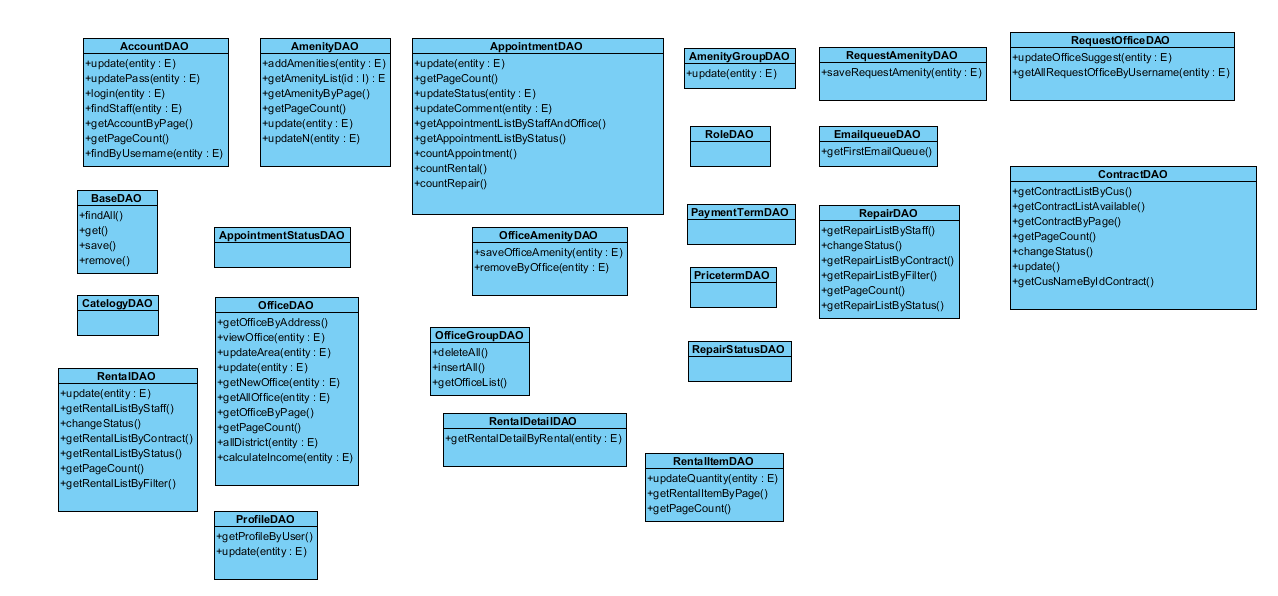 AccountDAO
+update(entity : E)
+updatePass(entity : E)
+login(entity : E)
+findStaff(entity : E)
+getAccountByPage()
+getPageCount()
+findByUsername(entity : E)
AmenityDAO
+addAmenities(entity : E)
+getAmenityList(id : I) : E
+getAmenityByPage()
+getPageCount()
+update(entity : E)
+updateN(entity : E)
AppointmentDAO
+update(entity : E)
+getPageCount()
+updateStatus(entity : E)
+updateComment(entity : E)
+getAppointmentListByStaffAndOffice()
+getAppointmentListByStatus()
+countAppointment()
+countRental()
+countRepair()
AmenityGroupDAO
+update(entity : E)
RequestAmenityDAO
+saveRequestAmenity(entity : E)
RequestOfficeDAO
+updateOfficeSuggest(entity : E)
+getAllRequestOfficeByUsername(entity : E)
RoleDAO
EmailqueueDAO
+getFirstEmailQueue()
ContractDAO
+getContractListByCus()
+getContractListAvailable()
+getContractByPage()
+getPageCount()
+changeStatus()
+update()
+getCusNameByIdContract()
BaseDAO
+findAll()
+get()
+save()
+remove()
AppointmentStatusDAO
OfficeAmenityDAO
+saveOfficeAmenity(entity : E)
+removeByOffice(entity : E)
PaymentTermDAO
RepairDAO
+getRepairListByStaff()
+changeStatus()
+getRepairListByContract()
+getRepairListByFilter()
+getPageCount()
+getRepairListByStatus()
PricetermDAO
CatelogyDAO
OfficeDAO
+getOfficeByAddress()
+viewOffice(entity : E)
+updateArea(entity : E)
+update(entity : E)
+getNewOffice(entity : E)
+getAllOffice(entity : E)
+getOfficeByPage()
+getPageCount()
+allDistrict(entity : E)
+calculateIncome(entity : E)
OfficeGroupDAO
+deleteAll()
+insertAll()
+getOfficeList()
RepairStatusDAO
RentalDAO
+update(entity : E)
+getRentalListByStaff()
+changeStatus()
+getRentalListByContract()
+getRentalListByStatus()
+getPageCount()
+getRentalListByFilter()
RentalDetailDAO
+getRentalDetailByRental(entity : E)
RentalItemDAO
+updateQuantity(entity : E)
+getRentalItemByPage()
+getPageCount()
ProfileDAO
+getProfileByUser()
+update(entity : E)